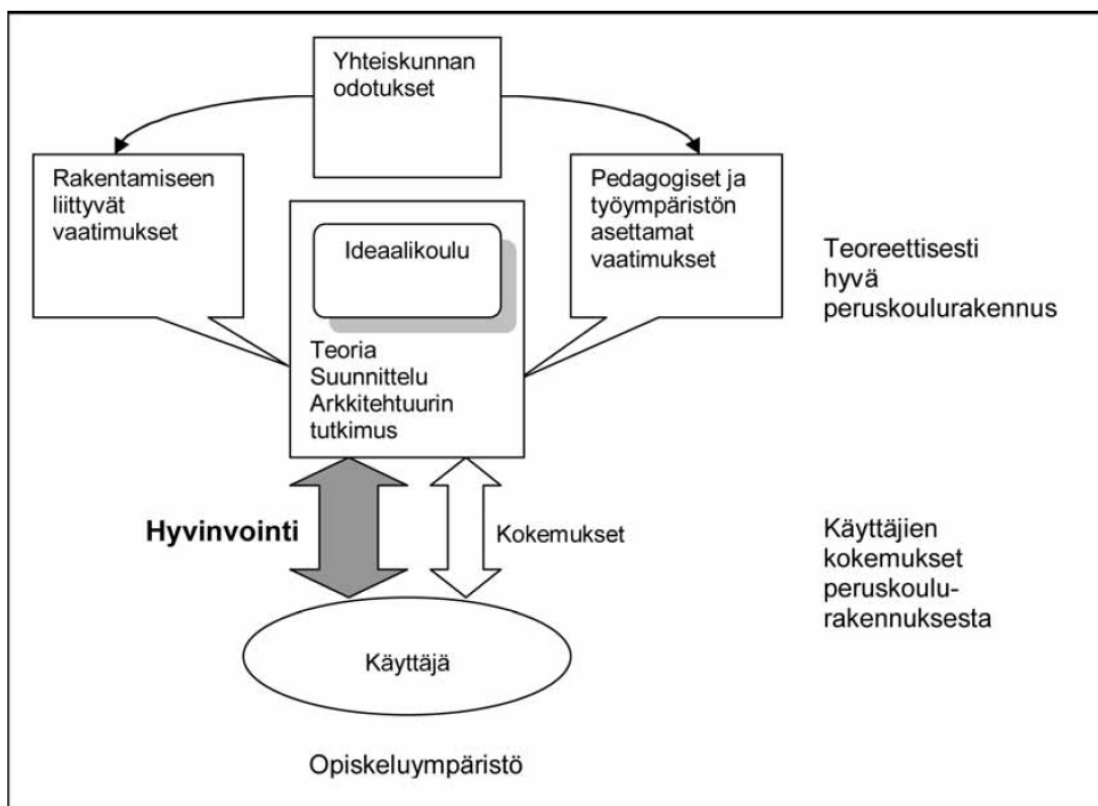 Yhteiskunnan
odotukset
Rakentamiseen
liittyvät
vaatimukset
Pedagogiset ja
työympäristön
asettamat
vaatimukset
Ideaalikoulu
Teoria
Suunnittelu
Arkkitehtuurin
tutkimus
Teoreettisesti
hyvä
peruskoulurakennus
Hyvinvointi
Kokemukset
Käyttäjien
kokemukset
peruskoulu-
rakennuksesta
Käyttäjä
Opiskeluympäristö